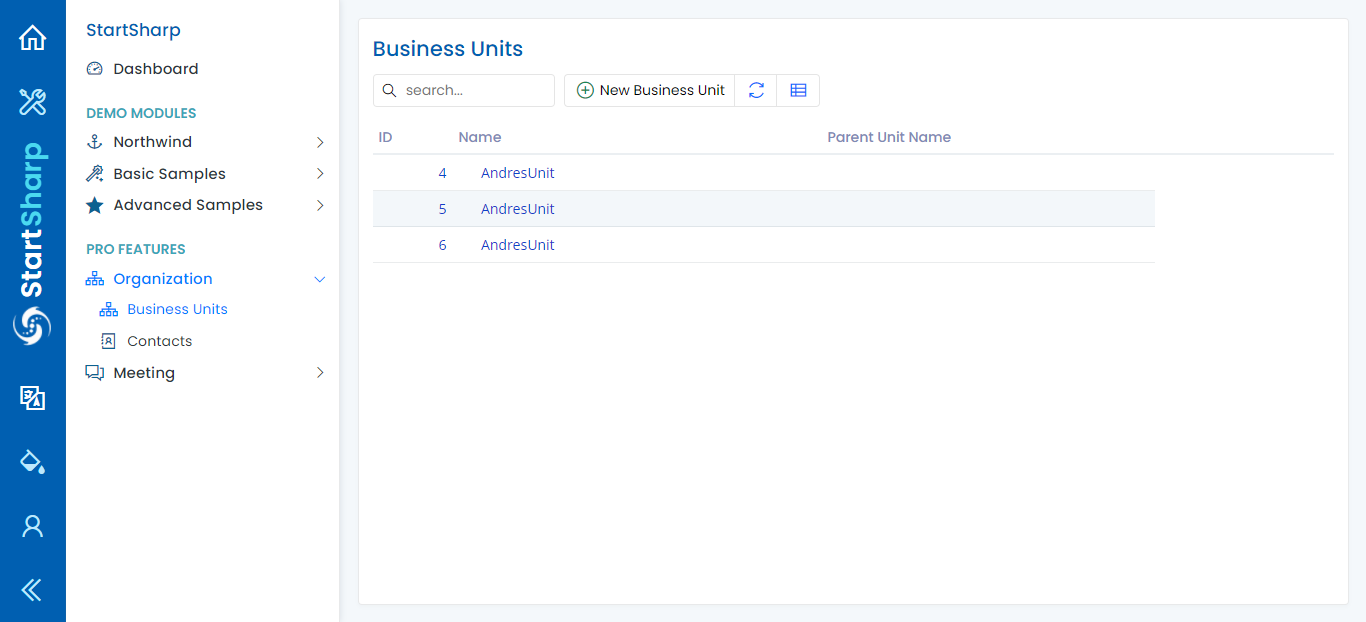 StartSharp
StartSharp
Dashboard
DEMO MODULES
Northwind
Basic Samples
Advanced Samples
PRO FEATURES
Organization
Business Units
Contacts
Meeting
Business Units
search...
New Business Unit
ID Name Parent Unit Name
4 AndresUnit
5 AndresUnit
6 AndresUnit